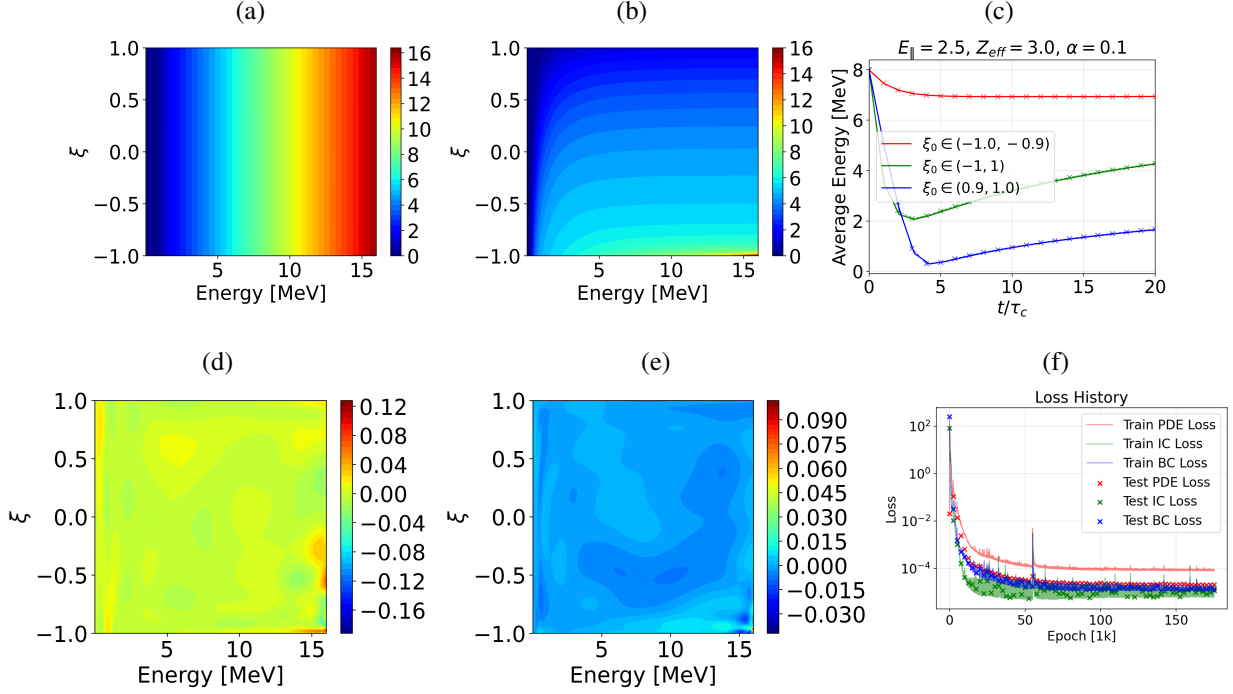 (a)
1.0
0.5
0.0
−0.5
−1.0
ξ
5
10
15
Energy [MeV]
16
14
12
10
8
6
4
2
0
(b)
1.0
0.5
0.0
−0.5
−1.0
ξ
5
10
15
Energy [MeV]
16
14
12
10
8
6
4
2
0
(c)
E∥ = 2.5, Zeff = 3.0, α = 0.1
8
6
4
2
0
Average Energy [MeV]
ξ0 ∈ (−1.0, −0.9)
ξ0 ∈ (−1, 1)
ξ0 ∈ (0.9, 1.0)
0
5
10
15
20
t/τc
(d)
1.0
0.5
0.0
−0.5
−1.0
ξ
5
10
15
Energy [MeV]
0.12
0.08
0.04
0.00
−0.04
−0.08
−0.12
−0.16
(e)
1.0
0.5
0.0
−0.5
−1.0
ξ
5
10
15
Energy [MeV]
0.090
0.075
0.060
0.045
0.030
0.015
0.000
−0.015
−0.030
(f)
Loss History
10²
10⁰
10⁻²
10⁻⁴
Loss
Train PDE Loss
Train IC Loss
Train BC Loss
Test PDE Loss
Test IC Loss
Test BC Loss
0
50
100
150
Epoch [1k]